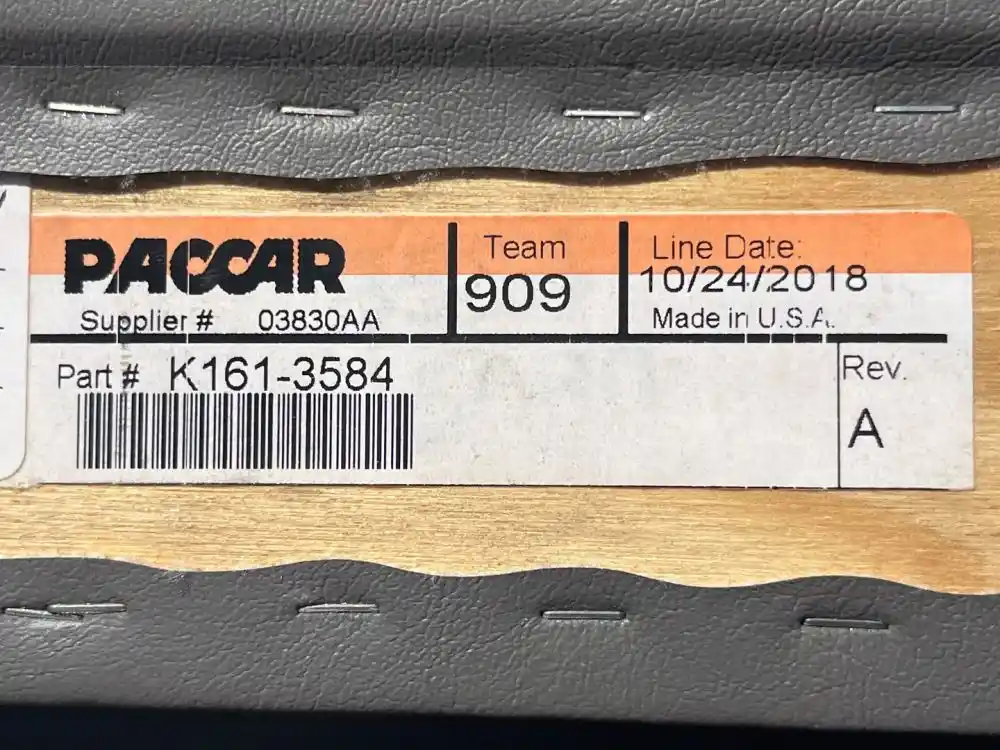 PACCAR
Supplier # 03830AA
Team
909
Line Date:
10/24/2018
Made in U.S.A.
Part # K161-3584
Rev.
A